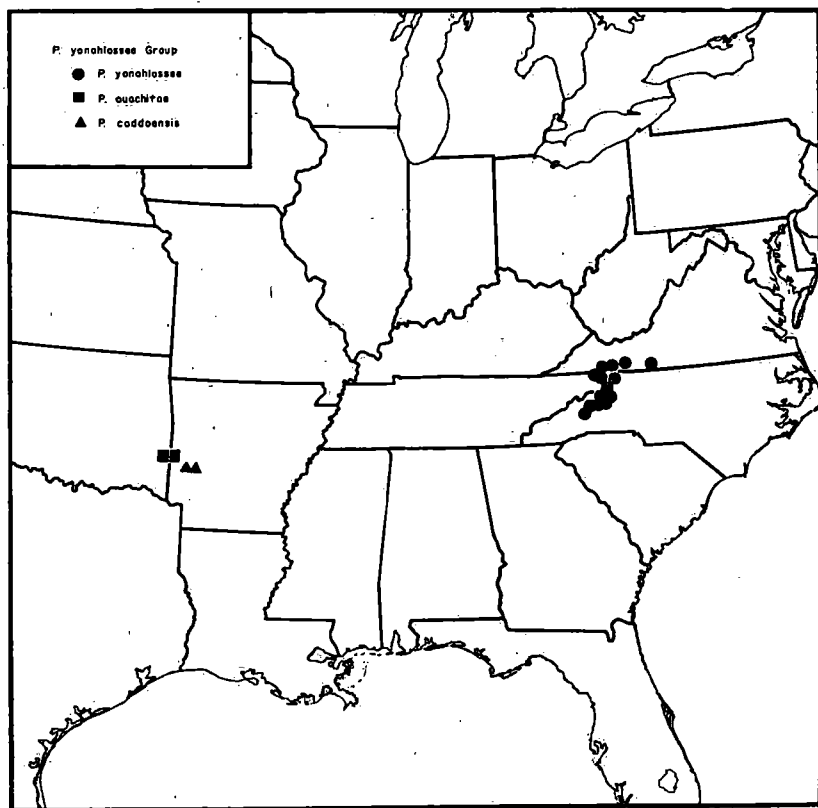 P. yonahlossee Group
P. yonahlossee
P. ouachitae
P. caddoensis